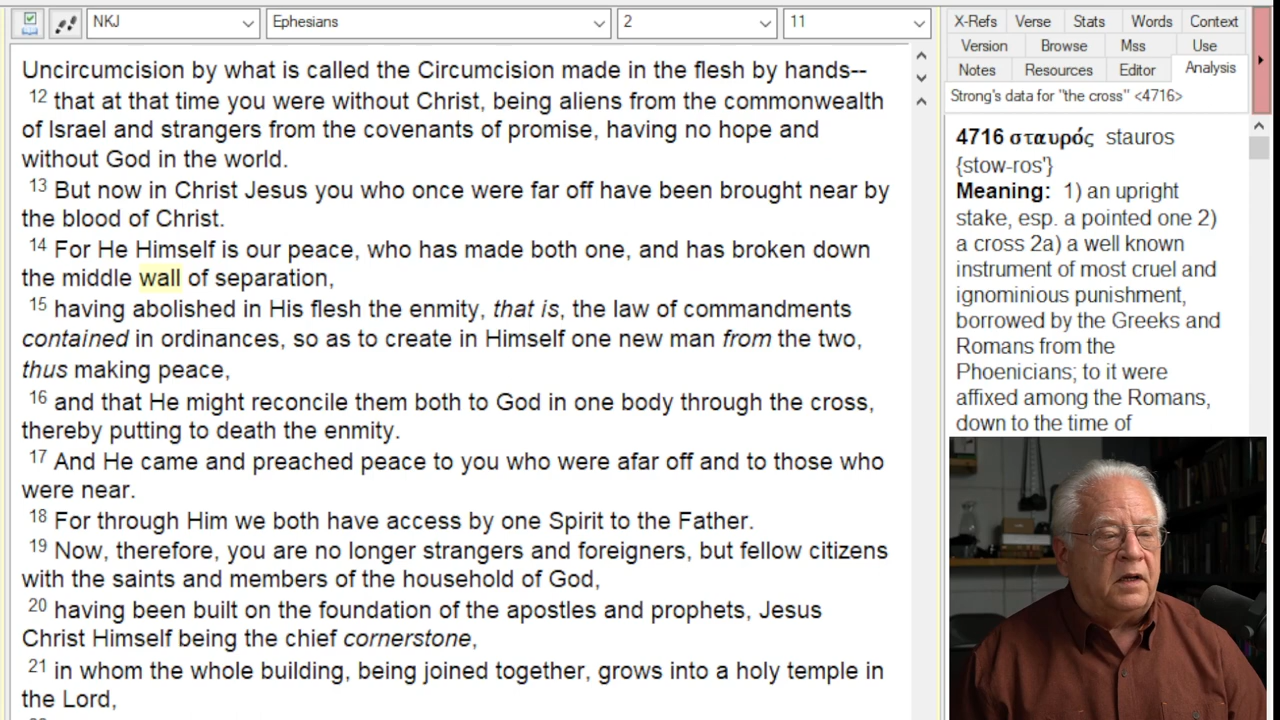 NKJ Ephesians 2 11
Uncircumcision by what is called the Circumcision made in the flesh by hands--
12 that at that time you were without Christ, being aliens from the commonwealth
of Israel and strangers from the covenants of promise, having no hope and
without God in the world.
13 But now in Christ Jesus you who once were far off have been brought near by
the blood of Christ.
14 For He Himself is our peace, who has made both one, and has broken down
the middle wall of separation,
15 having abolished in His flesh the enmity, that is, the law of commandments
contained in ordinances, so as to create in Himself one new man from the two,
thus making peace,
16 and that He might reconcile them both to God in one body through the cross,
thereby putting to death the enmity.
17 And He came and preached peace to you who were afar off and to those who
were near.
18 For through Him we both have access by one Spirit to the Father.
19 Now, therefore, you are no longer strangers and foreigners, but fellow citizens
with the saints and members of the household of God,
20 having been built on the foundation of the apostles and prophets, Jesus
Christ Himself being the chief cornerstone,
21 in whom the whole building, being joined together, grows into a holy temple in
the Lord,
X-Refs Verse Stats Words Context
Version Browse Mss Use
Notes Resources Editor Analysis
Strong's data for "the cross" <4716>
4716 σταυρός stauros
{stow-ros'}
Meaning: 1) an upright
stake, esp. a pointed one 2)
a cross 2a) a well known
instrument of most cruel and
ignominious punishment,
borrowed by the Greeks and
Romans from the
Phoenicians; to it were
affixed among the Romans,
down to the time of